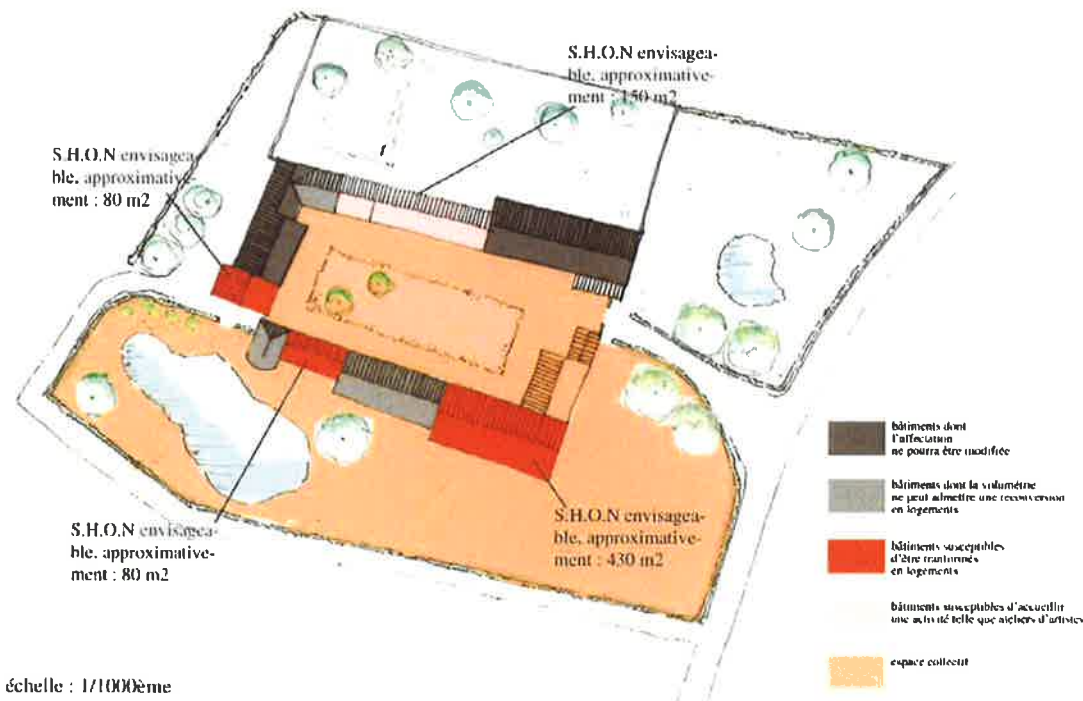 S.H.O.N envisagea-
ble, approximative-
ment : 150 m2
S.H.O.N envisagea-
ble, approximative-
ment : 80 m2
S.H.O.N envisagea-
ble, approximative-
ment : 80 m2
S.H.O.N envisagea-
ble, approximative-
ment : 430 m2
bâtiments dont
l'affectation
ne pourra être modifiée
bâtiments dont la volumétrie
ne peut admettre une reconversion
en logements
bâtiments susceptibles
d'être tranformés
en logements
bâtiments susceptibles d'accueillir
une activité telle que ateliers d'artistes
espace collectif
échelle : 1/1000ème